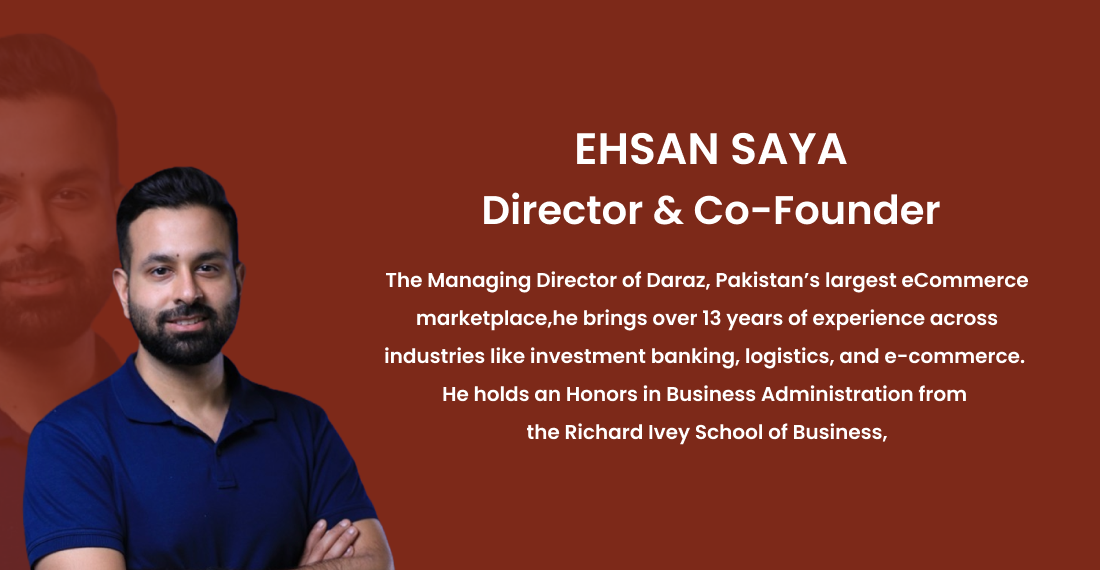 EHSAN SAYA
Director & Co-Founder
The Managing Director of Daraz, Pakistan’s largest eCommerce
marketplace,he brings over 13 years of experience across
industries like investment banking, logistics, and e-commerce.
He holds an Honors in Business Administration from
the Richard Ivey School of Business,